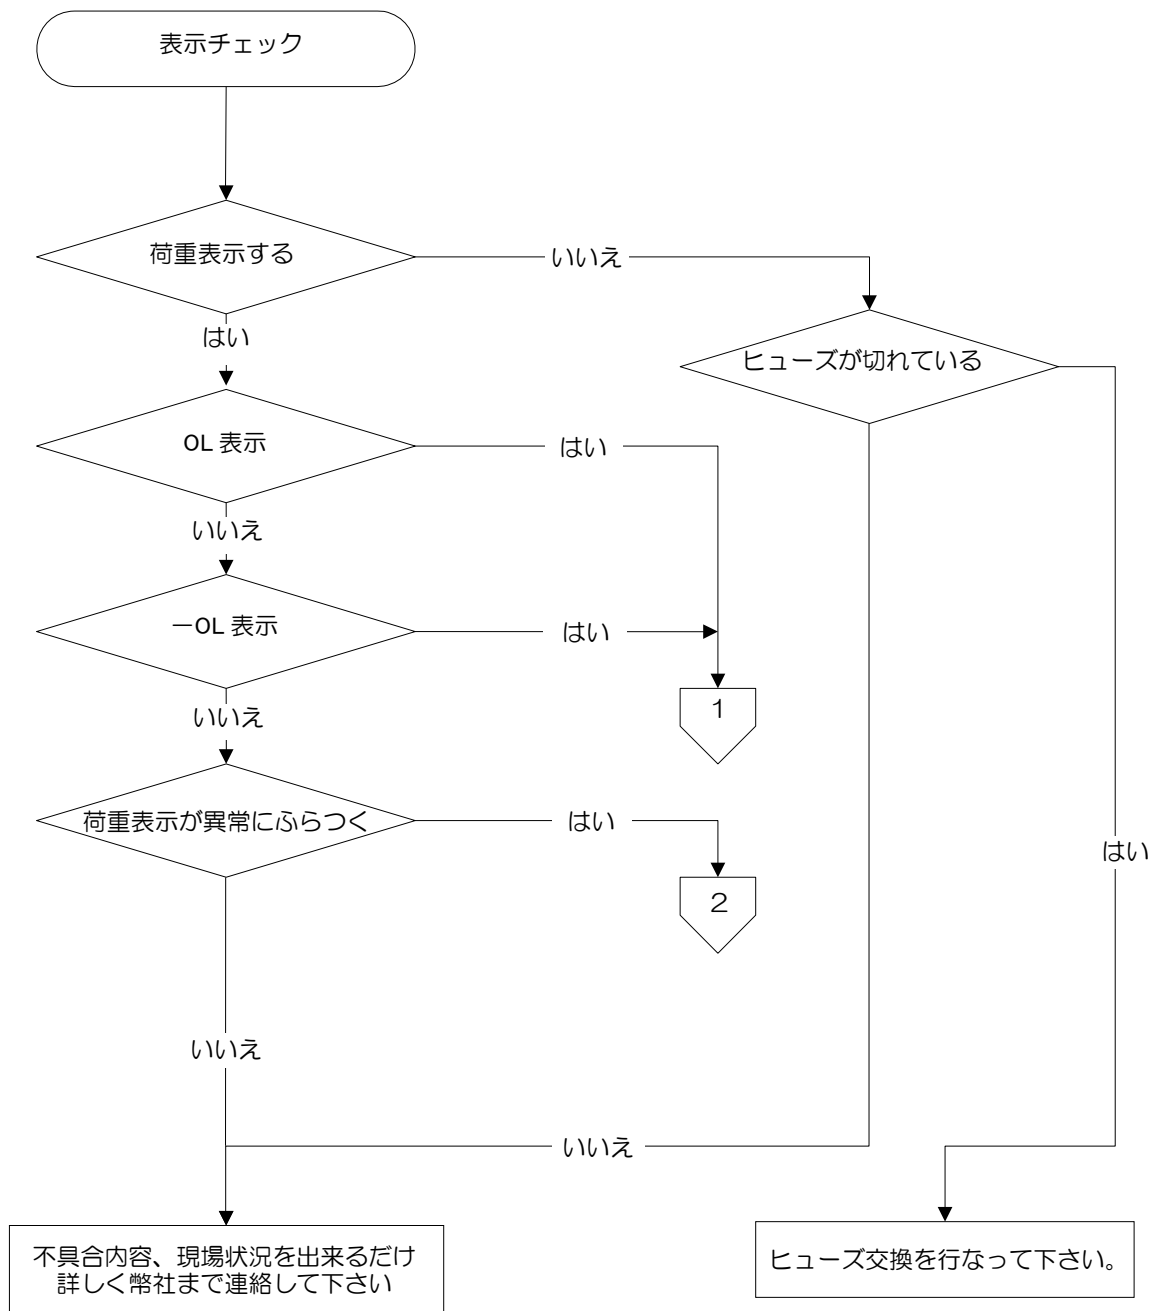 表示チェック
荷重表示する
いいえ
はい
ヒューズが切れている
OL 表示
はい
いいえ
－OL 表示
はい
いいえ
1
荷重表示が異常にふらつく
はい
はい
2
いいえ
いいえ
不具合内容、現場状況を出来るだけ
詳しく幣社まで連絡して下さい
ヒューズ交換を行なって下さい。